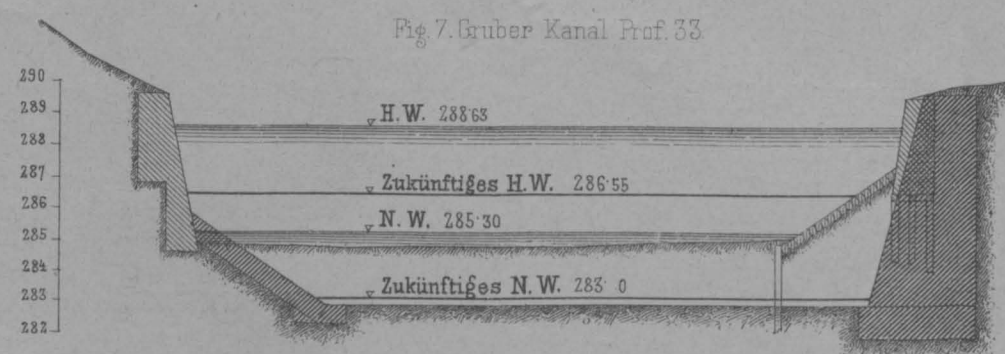 Fig. 7. Gruber Kanal Prof. 33.
290
289
288
287
286
285
284
283
282
H.W. 288·63
Zukünftiges H.W. 286·55
N.W. 285·30
Zukünftiges N.W. 283· 0